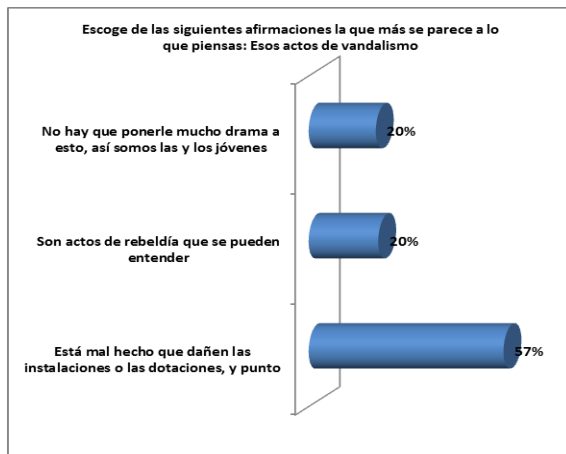 Escoge de las siguientes afirmaciones la que más se parece a lo
que piensas: Esos actos de vandalismo
No hay que ponerle mucho drama a
esto, así somos las y los jóvenes
20%
Son actos de rebeldía que se pueden
entender
20%
Está mal hecho que dañen las
instalaciones o las dotaciones, y punto
57%